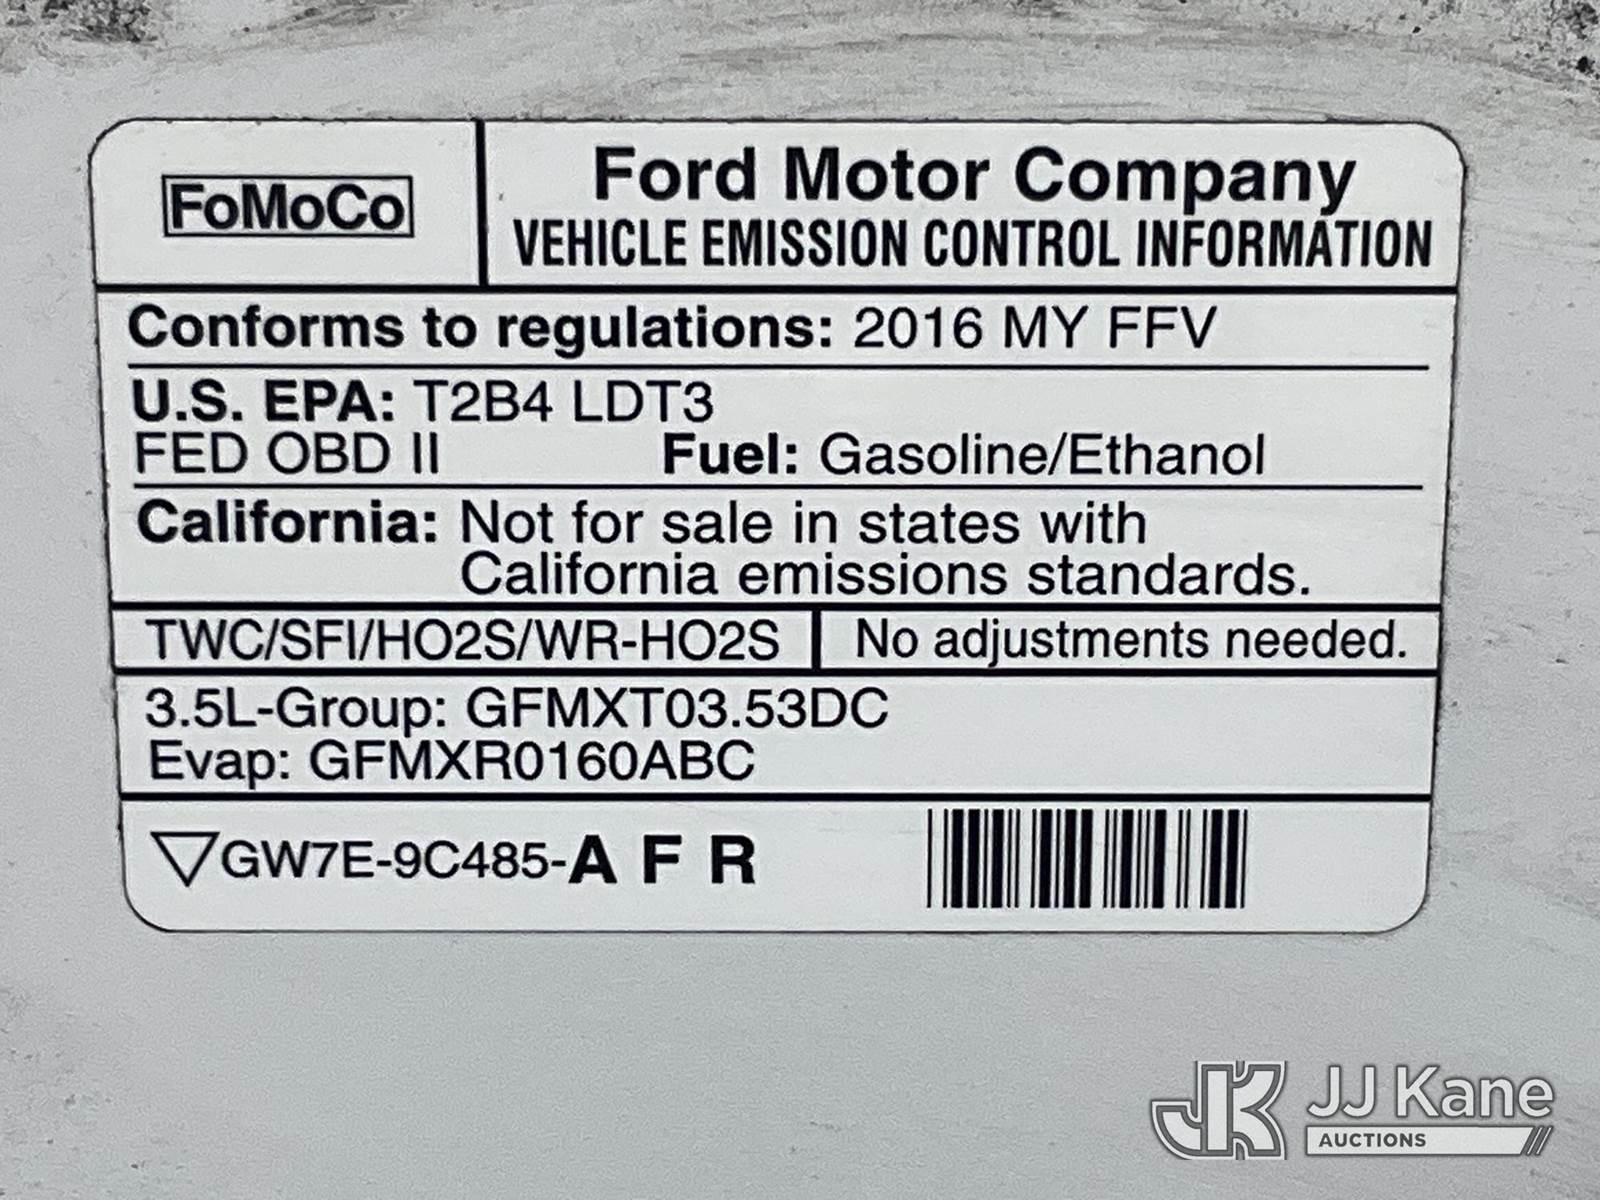 FoMoCo
Ford Motor Company
VEHICLE EMISSION CONTROL INFORMATION
Conforms to regulations: 2016 MY FFV
U.S. EPA: T2B4 LDT3
FED OBD II Fuel: Gasoline/Ethanol
California: Not for sale in states with
California emissions standards.
TWC/SFI/HO2S/WR-HO2S No adjustments needed.
3.5L-Group: GFMXT03.53DC
Evap: GFMXR0160ABC
GW7E-9C485-A F R
JK JJ Kane
AUCTIONS